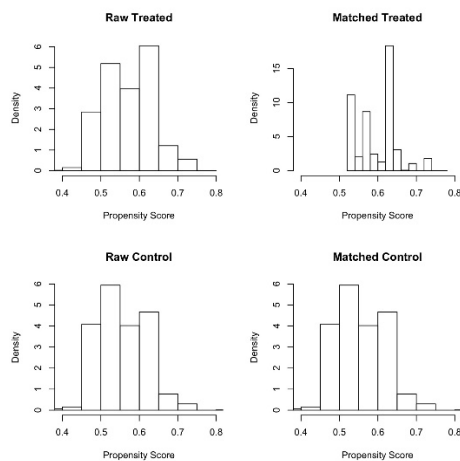 Raw Treated
Density
0 1 2 3 4 5 6
0.4 0.5 0.6 0.7 0.8
Propensity Score
Matched Treated
Density
0 5 10 15
0.4 0.5 0.6 0.7 0.8
Propensity Score
Raw Control
Density
0 1 2 3 4 5 6
0.4 0.5 0.6 0.7 0.8
Propensity Score
Matched Control
Density
0 1 2 3 4 5 6
0.4 0.5 0.6 0.7 0.8
Propensity Score